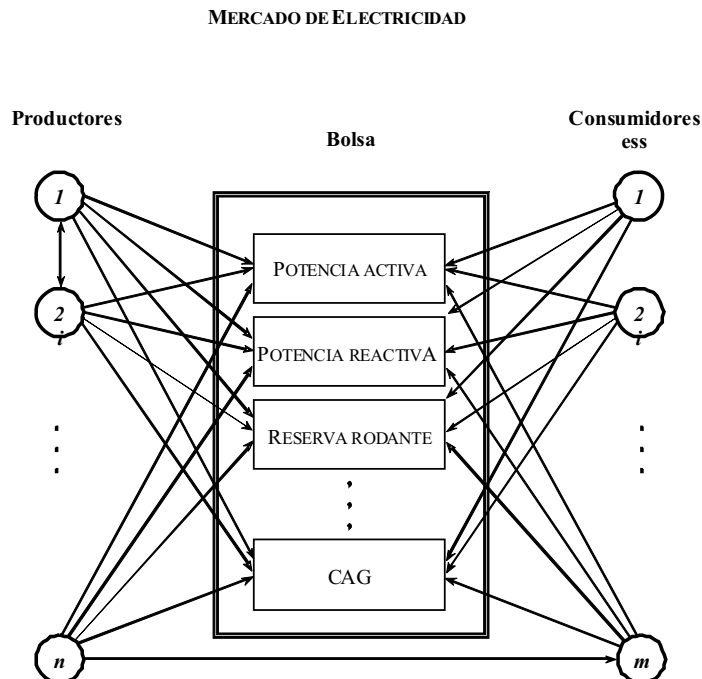 MERCADO DE ELECTRICIDAD
Productores
Bolsa
Consumidores
ess
1
1
POTENCIA ACTIVA
2
i
2
i
POTENCIA REACTIVA
RESERVA RODANTE
CAG
n
m